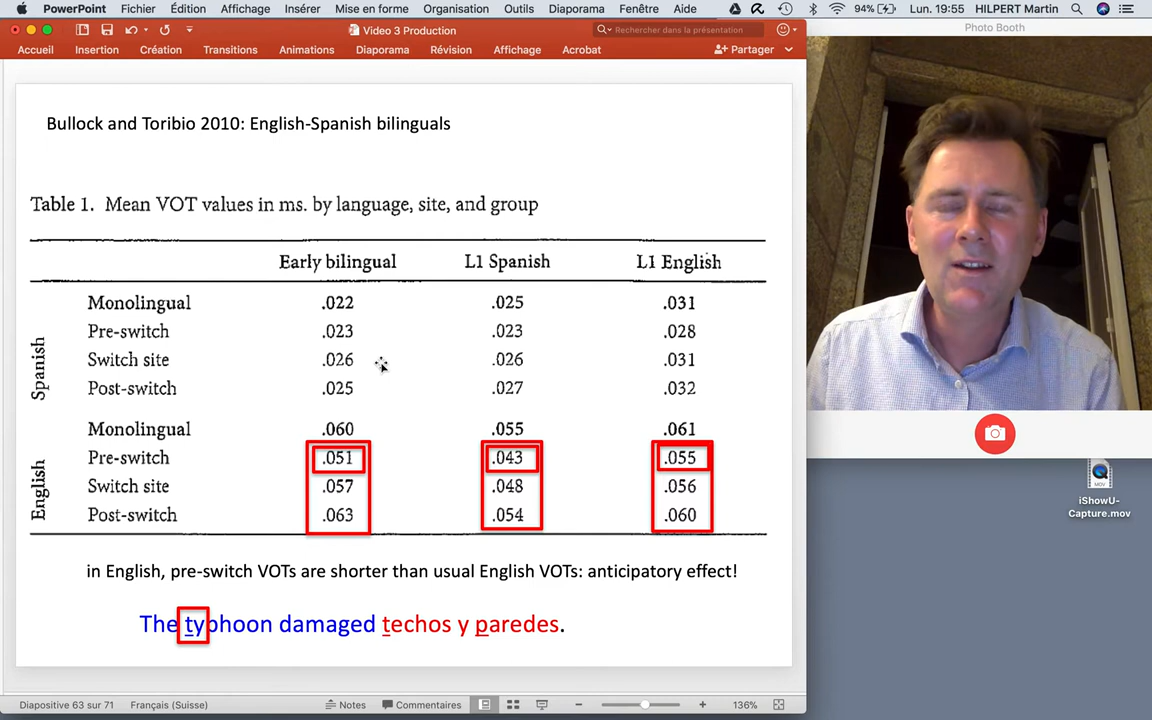 PowerPoint Fichier Édition Affichage Insérer Mise en forme Organisation Outils Diaporama Fenêtre Aide 94% Lun. 19:55 HILPERT Martin
Video 3 Production
Rechercher dans la présentation
Accueil Insertion Création Transitions Animations Diaporama Révision Affichage Acrobat Partager
Photo Booth
Bullock and Toribio 2010: English-Spanish bilinguals
Table 1. Mean VOT values in ms. by language, site, and group
Early bilingual L1 Spanish L1 English
Spanish
Monolingual .022 .025 .031
Pre-switch .023 .023 .028
Switch site .026 .026 .031
Post-switch .025 .027 .032
English
Monolingual .060 .055 .061
Pre-switch .051 .043 .055
Switch site .057 .048 .056
Post-switch .063 .054 .060
in English, pre-switch VOTs are shorter than usual English VOTs: anticipatory effect!
The typhoon damaged techos y paredes.
MOV
iShowU-
Capture.mov
Diapositive 63 sur 71 Français (Suisse) Notes Commentaires 136%